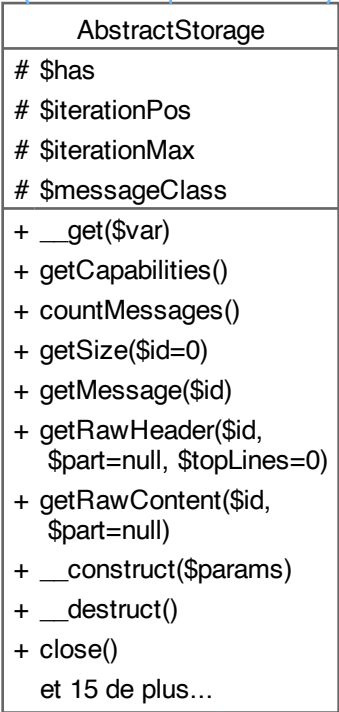 AbstractStorage
# $has
# $iterationPos
# $iterationMax
# $messageClass
+ __get($var)
+ getCapabilities()
+ countMessages()
+ getSize($id=0)
+ getMessage($id)
+ getRawHeader($id,
$part=null, $topLines=0)
+ getRawContent($id,
$part=null)
+ __construct($params)
+ __destruct()
+ close()
et 15 de plus...